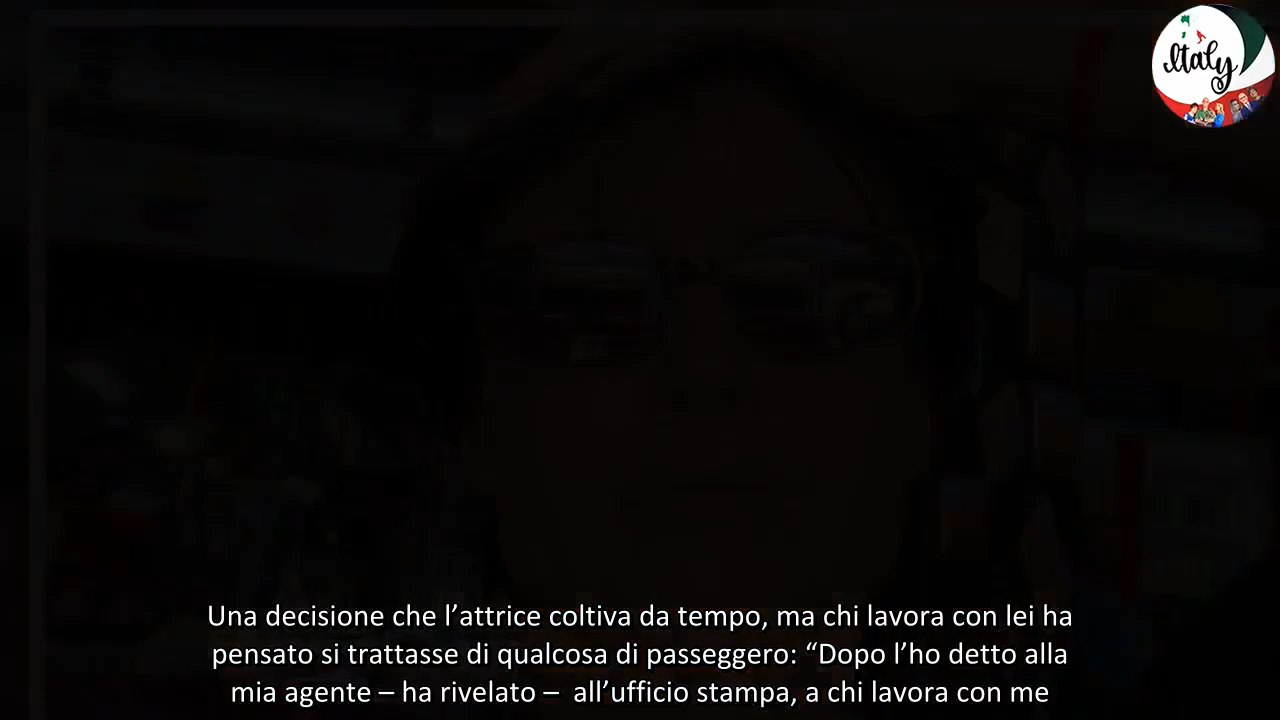 Italy
Una decisione che l’attrice coltiva da tempo, ma chi lavora con lei ha
pensato si trattasse di qualcosa di passeggero: “Dopo l’ho detto alla
mia agente – ha rivelato –  all’ufficio stampa, a chi lavora con me